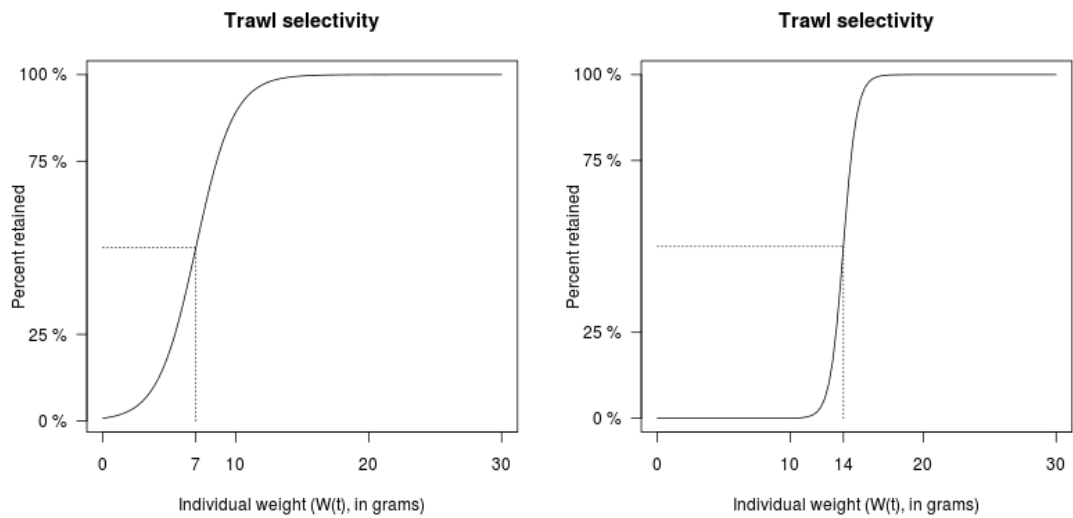 Trawl selectivity
100 %
75 %
25 %
0 %
Percent retained
0 7 10 20 30
Individual weight (W(t), in grams)
Trawl selectivity
100 %
75 %
25 %
0 %
Percent retained
0 10 14 20 30
Individual weight (W(t), in grams)